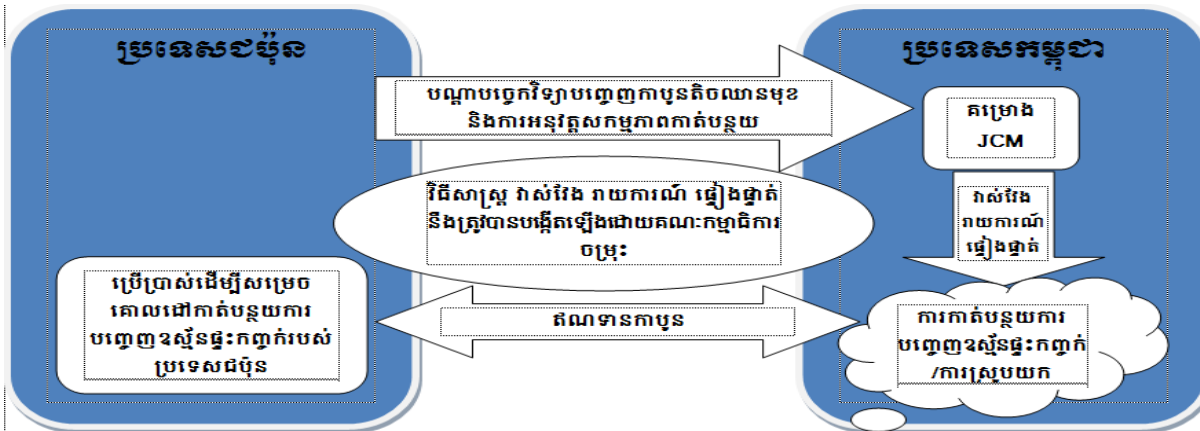 ប្រទេសជប៉ុន
ប្រទេសកម្ពុជា
បណ្តាបច្ចេកវិទ្យាបញ្ចេញកាបូនតិចឈានមុខ
និងការអនុវត្តសកម្មភាពកាត់បន្ថយ
គម្រោង
JCM
វិធីសាស្ត្រ វាស់វែង រាយការណ៍ ផ្ទៀងផ្ទាត់
នឹងត្រូវបានបង្កើតឡើងដោយគណៈកម្មាធិការ
ចម្រុះ
វាស់វែង
រាយការណ៍
ផ្ទៀងផ្ទាត់
ប្រើប្រាស់ដើម្បីសម្រេច
គោលដៅកាត់បន្ថយការ
បញ្ចេញឧស្ម័នផ្ទះកញ្ចក់របស់
ប្រទេសជប៉ុន
ឥណទានកាបូន
ការកាត់បន្ថយការ
បញ្ចេញឧស្ម័នផ្ទះកញ្ចក់
/ការស្រូបយក